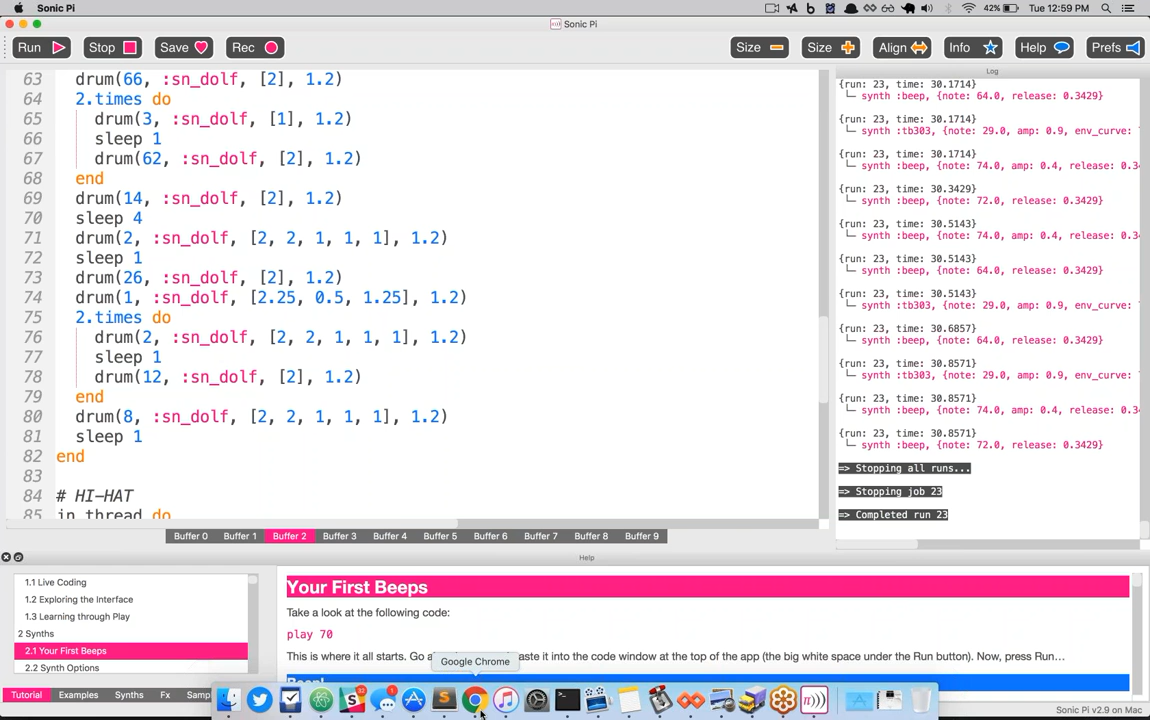 Sonic Pi
42%
Tue 12:59 PM
Sonic Pi
Run
Stop
Save
Rec
Size
Size
Align
Info
Help
Prefs
63 drum(66, :sn_dolf, [2], 1.2)
64 2.times do
65 drum(3, :sn_dolf, [1], 1.2)
66 sleep 1
67 drum(62, :sn_dolf, [2], 1.2)
68 end
69 drum(14, :sn_dolf, [2], 1.2)
70 sleep 4
71 drum(2, :sn_dolf, [2, 2, 1, 1, 1], 1.2)
72 sleep 1
73 drum(26, :sn_dolf, [2], 1.2)
74 drum(1, :sn_dolf, [2.25, 0.5, 1.25], 1.2)
75 2.times do
76 drum(2, :sn_dolf, [2, 2, 1, 1, 1], 1.2)
77 sleep 1
78 drum(12, :sn_dolf, [2], 1.2)
79 end
80 drum(8, :sn_dolf, [2, 2, 1, 1, 1], 1.2)
81 sleep 1
82 end
83
84 # HI-HAT
85 in_thread do
Log
{run: 23, time: 30.1714}
└─ synth :beep, {note: 64.0, release: 0.3429}
{run: 23, time: 30.1714}
└─ synth :tb303, {note: 29.0, amp: 0.9, env_curve:
{run: 23, time: 30.1714}
└─ synth :beep, {note: 74.0, amp: 0.4, release: 0.34
{run: 23, time: 30.3429}
└─ synth :beep, {note: 72.0, release: 0.3429}
{run: 23, time: 30.5143}
└─ synth :beep, {note: 74.0, amp: 0.4, release: 0.34
{run: 23, time: 30.5143}
└─ synth :beep, {note: 64.0, release: 0.3429}
{run: 23, time: 30.5143}
└─ synth :tb303, {note: 29.0, amp: 0.9, env_curve:
{run: 23, time: 30.6857}
└─ synth :beep, {note: 64.0, release: 0.3429}
{run: 23, time: 30.8571}
└─ synth :tb303, {note: 29.0, amp: 0.9, env_curve:
{run: 23, time: 30.8571}
└─ synth :beep, {note: 74.0, amp: 0.4, release: 0.34
{run: 23, time: 30.8571}
└─ synth :beep, {note: 72.0, release: 0.3429}
=> Stopping all runs...
=> Stopping job 23
=> Completed run 23
Buffer 0
Buffer 1
Buffer 2
Buffer 3
Buffer 4
Buffer 5
Buffer 6
Buffer 7
Buffer 8
Buffer 9
Help
1.1 Live Coding
1.2 Exploring the Interface
1.3 Learning through Play
2 Synths
2.1 Your First Beeps
2.2 Synth Options
Tutorial
Examples
Synths
Fx
Samp
Your First Beeps
Take a look at the following code:
play 70
This is where it all starts. Go a
aste it into the code window at the top of the app (the big white space under the Run button). Now, press Run…
Google Chrome
Sonic Pi v2.9 on Mac